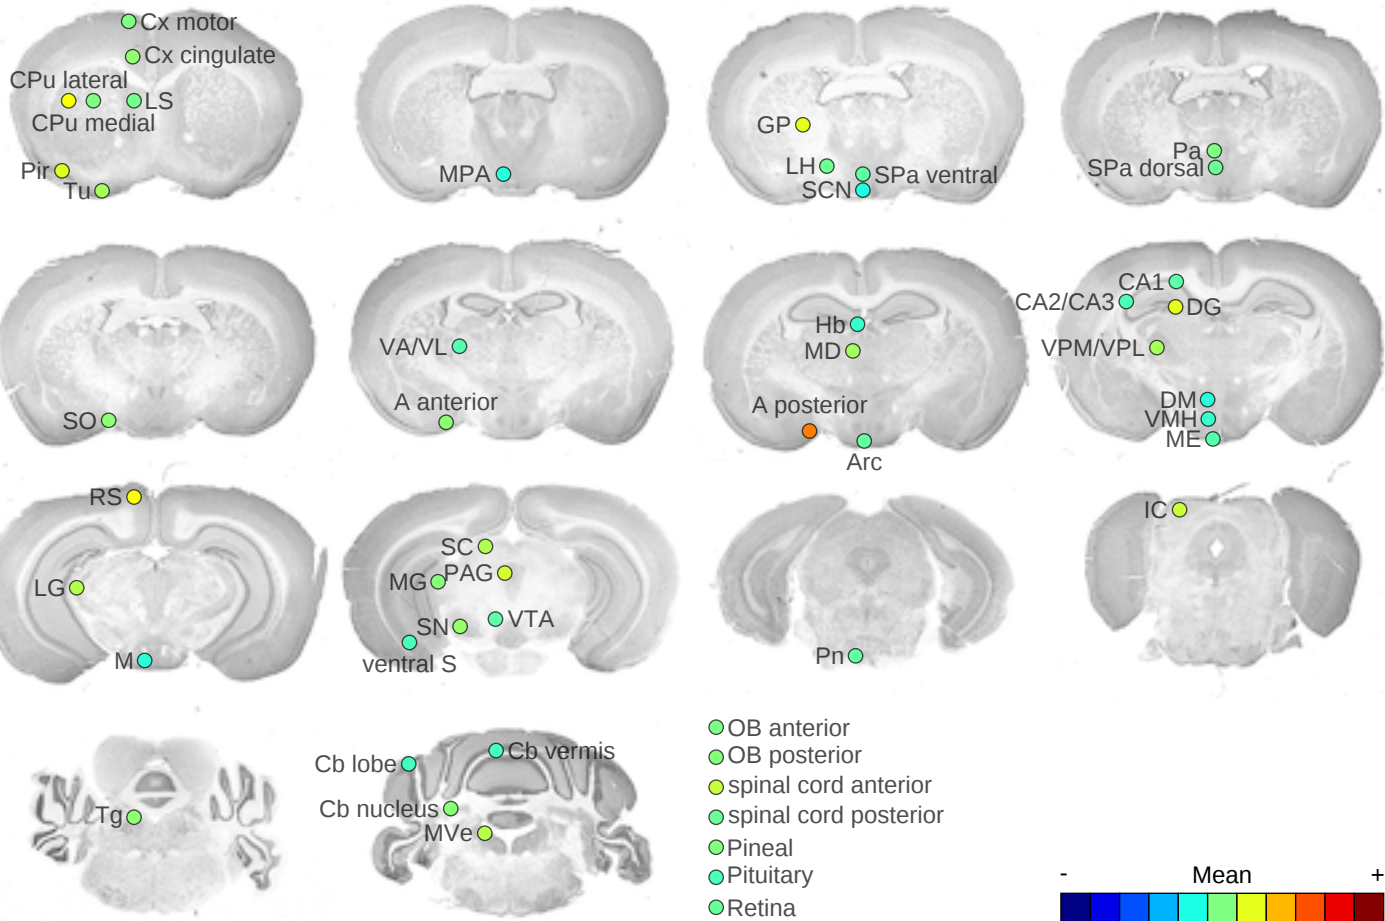 Cx motor
Cx cingulate
CPu lateral
LS
CPu medial
Pir
Tu
MPA
GP
LH
SPa ventral
SCN
Pa
SPa dorsal
SO
VA/VL
A anterior
Hb
MD
A posterior
Arc
CA1
CA2/CA3
DG
VPM/VPL
DM
VMH
ME
RS
LG
M
SC
PAG
MG
SN
VTA
ventral S
Pn
IC
Tg
Cb vermis
Cb lobe
Cb nucleus
MVe
OB anterior
OB posterior
spinal cord anterior
spinal cord posterior
Pineal
Pituitary
Retina
- Mean +